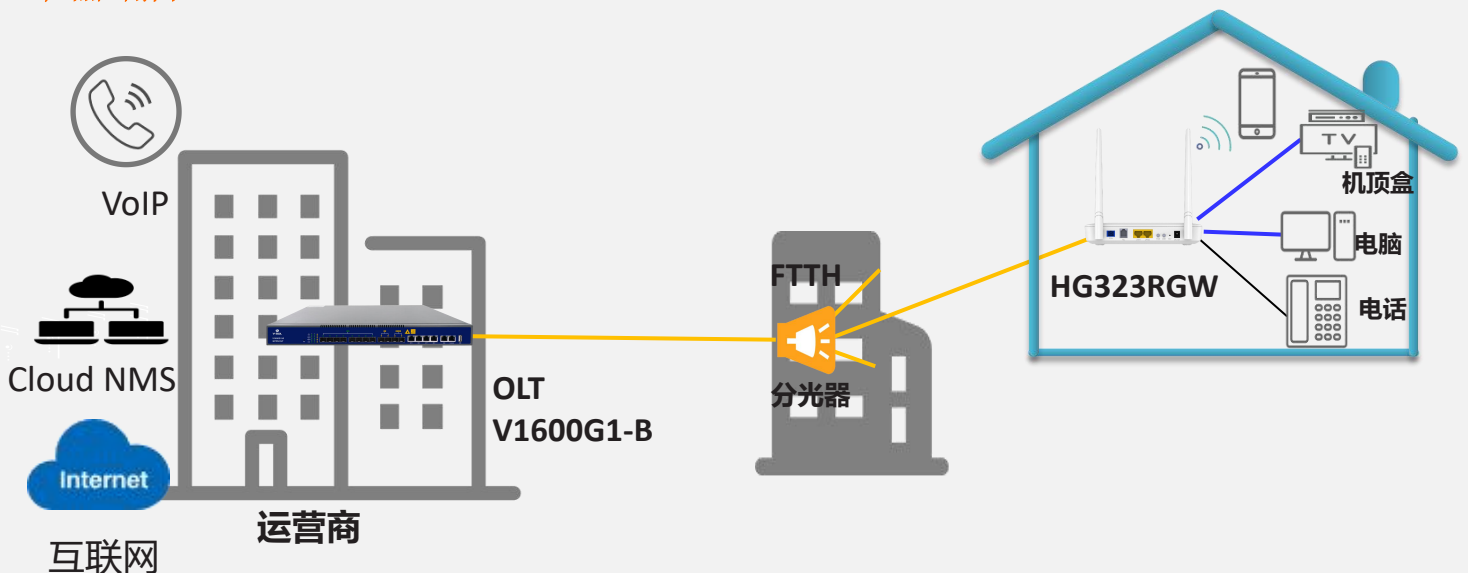 VoIP
Cloud NMS
Internet
互联网
运营商
OLT
V1600G1-B
FTTH
分光器
HG323RGW
TV
机顶盒
电脑
电话